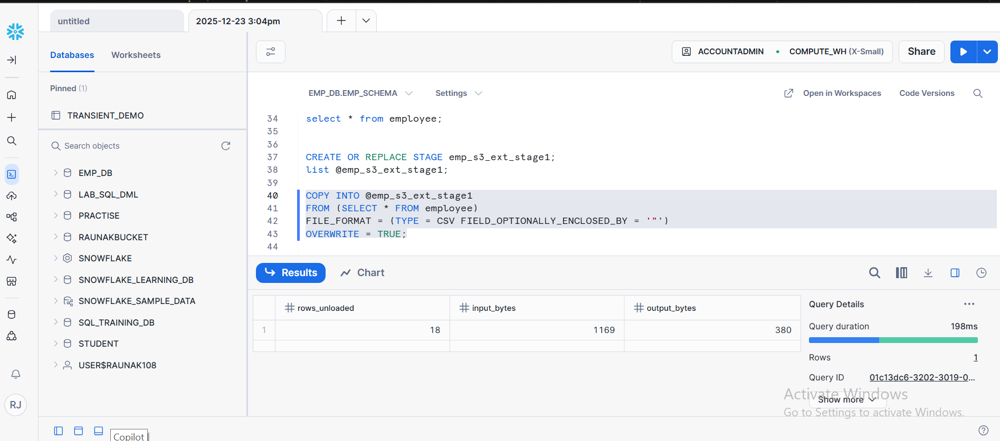 untitled
2025-12-23 3:04pm
Databases
Worksheets
ACCOUNTADMIN
COMPUTE_WH (X-Small)
Share
Pinned (1)
TRANSIENT_DEMO
Search objects
EMP_DB
LAB_SQL_DML
PRACTISE
RAUNAKBUCKET
SNOWFLAKE
SNOWFLAKE_LEARNING_DB
SNOWFLAKE_SAMPLE_DATA
SQL_TRAINING_DB
STUDENT
USER$RAUNAK108
RJ
EMP_DB.EMP_SCHEMA
Settings
Open in Workspaces
Code Versions
34 select * from employee;
35
36
37 CREATE OR REPLACE STAGE emp_s3_ext_stage1;
38 list @emp_s3_ext_stage1;
39
40 COPY INTO @emp_s3_ext_stage1
41 FROM (SELECT * FROM employee)
42 FILE_FORMAT = (TYPE = CSV FIELD_OPTIONALLY_ENCLOSED_BY = '"')
43 OVERWRITE = TRUE;
44
Results
Chart
rows_unloaded input_bytes output_bytes
1 18 1169 380
Query Details
Query duration 198ms
Rows 1
Query ID 01c13dc6-3202-3019-0...
Show more
Activate Windows
Go to Settings to activate Windows.
Copilot